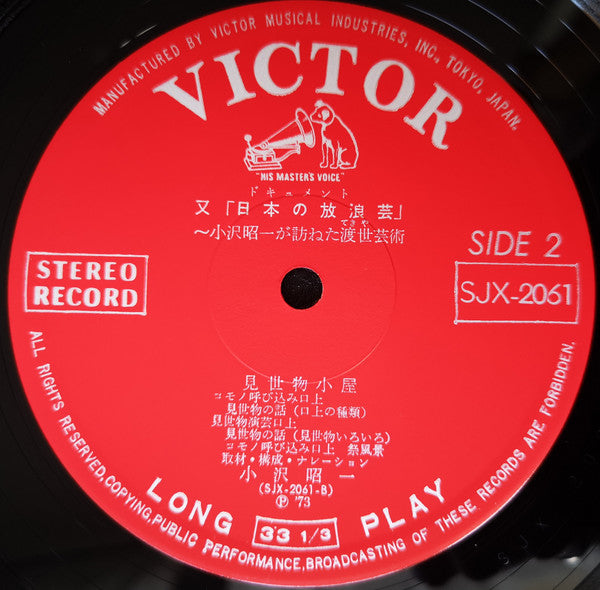 MANUFACTURED BY VICTOR MUSICAL INDUSTRIES, INC., TOKYO, JAPAN.
VICTOR
"HIS MASTER'S VOICE"
ドキュメント
又「日本の放浪芸」
てきや
〜小沢昭一が訪ねた渡世芸術
SIDE 2
STEREO
RECORD
SJX-2061
見世物小屋
コモノ呼び込み口上
見世物の話(口上の種類)
見世物演芸口上
見世物の話(見世物いろいろ)
コモノ呼び込み口上 祭風景
取材・構成・ナレーション
小沢昭一
(SJX-2061-B)
Ⓟ '73
LONG 33 1/3 PLAY
ALL RIGHTS RESERVED, COPYING, PUBLIC PERFORMANCE, BROADCASTING OF THESE RECORDS ARE FORBIDDEN.